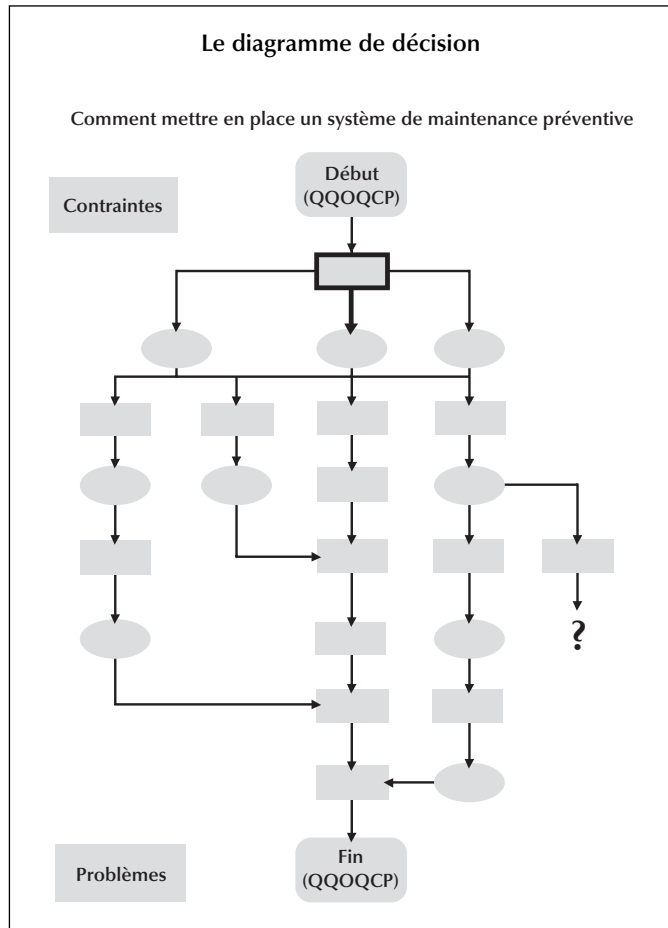 Le diagramme de décision
Comment mettre en place un système de maintenance préventive
Début
(QQOQCP)
Contraintes
?
Problèmes
Fin
(QQOQCP)